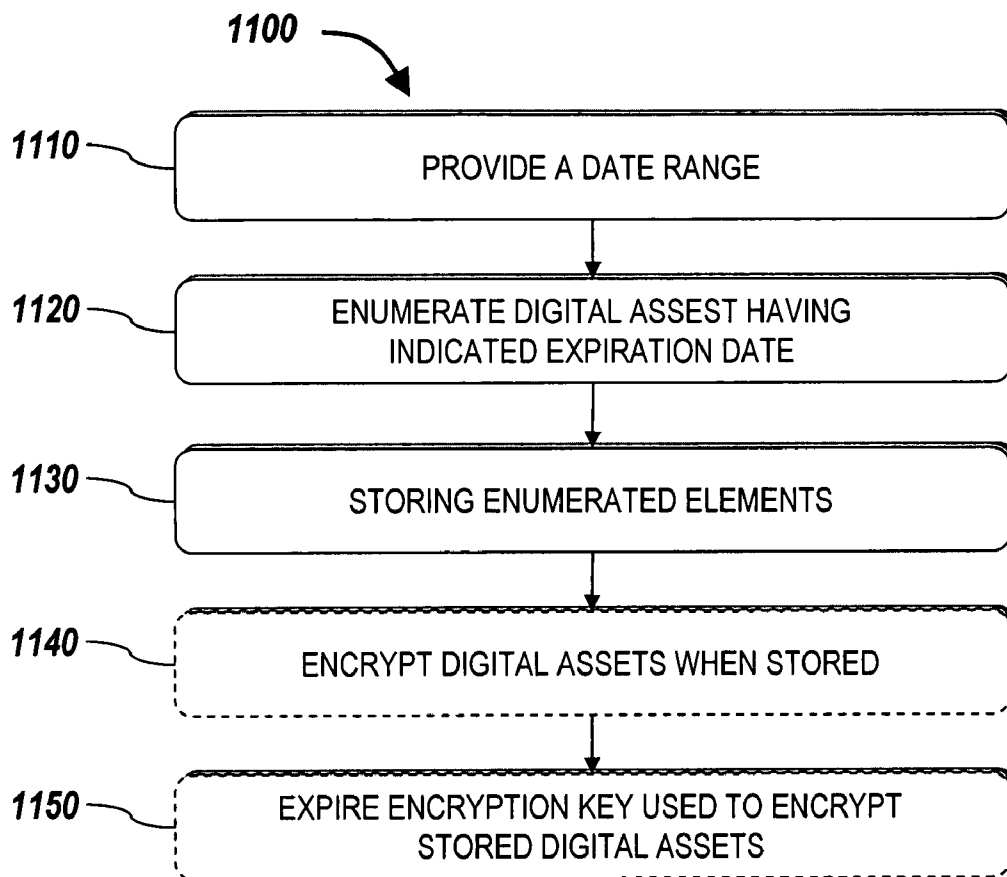 1100
1110
PROVIDE A DATE RANGE
1120
ENUMERATE DIGITAL ASSEST HAVING
INDICATED EXPIRATION DATE
1130
STORING ENUMERATED ELEMENTS
1140
ENCRYPT DIGITAL ASSETS WHEN STORED
1150
EXPIRE ENCRYPTION KEY USED TO ENCRYPT
STORED DIGITAL ASSETS